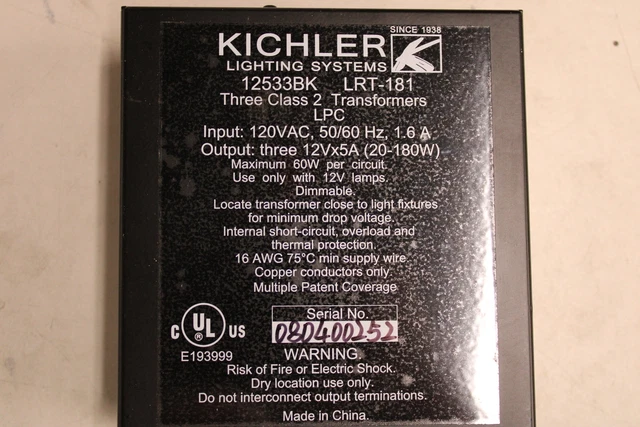 SINCE 1938
KICHLER
LIGHTING SYSTEMS
12533BK LRT-181
Three Class 2 Transformers
LPC
Input: 120VAC, 50/60 Hz, 1.6 A
Output: three 12Vx5A (20-180W)
Maximum 60W per circuit.
Use only with 12V lamps.
Dimmable.
Locate transformer close to light fixtures
for minimum drop voltage.
Internal short-circuit, overload and
thermal protection.
16 AWG 75°C min supply wire
Copper conductors only.
Multiple Patent Coverage
Serial No.
080400252
C UL US
E193999
WARNING.
Risk of Fire or Electric Shock.
Dry location use only.
Do not interconnect output terminations.
Made in China.